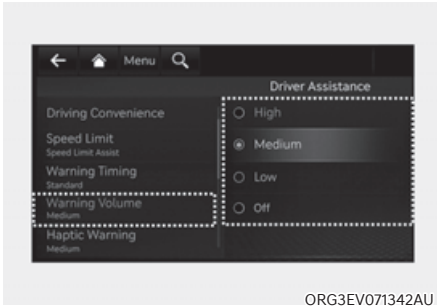 Menu
Driver Assistance
Driving Convenience
Speed Limit
Speed Limit Assist
Warning Timing
Standard
Warning Volume
Medium
Haptic Warning
Medium
High
Medium
Low
Off
ORG3EV071342AU